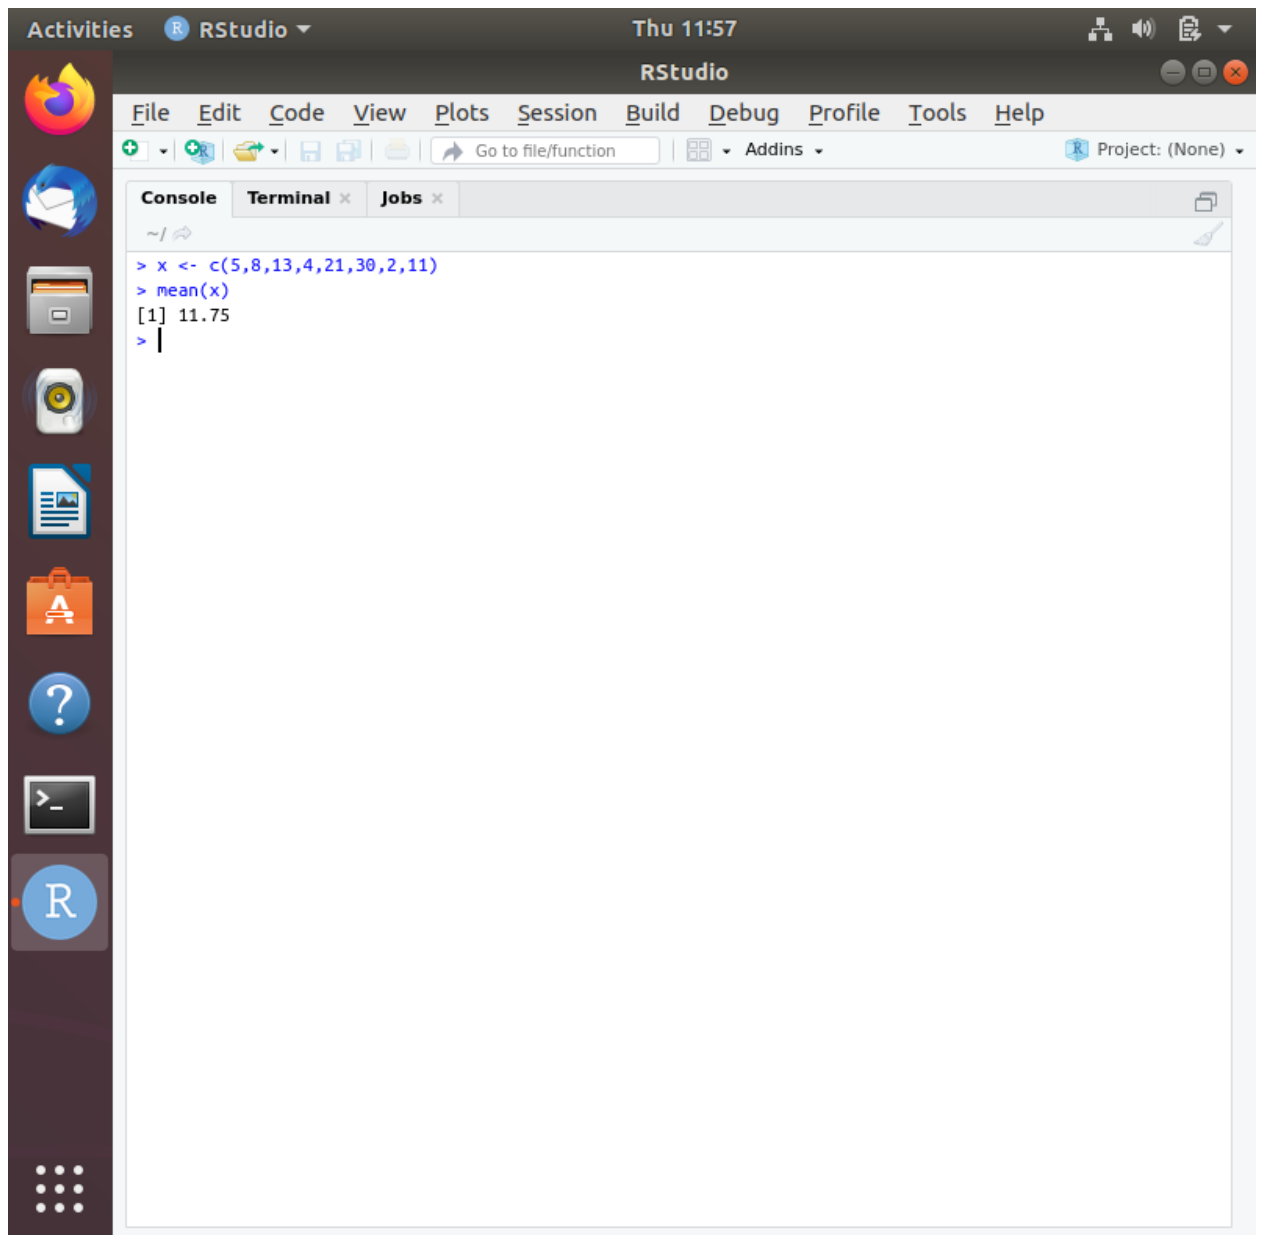 Activities RStudio Thu 11:57
RStudio
File Edit Code View Plots Session Build Debug Profile Tools Help
Go to file/function Addins Project: (None)
Console Terminal Jobs
~/
> x <- c(5,8,13,4,21,30,2,11)
> mean(x)
[1] 11.75
>